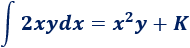 ∫ 2xydx = x²y + K